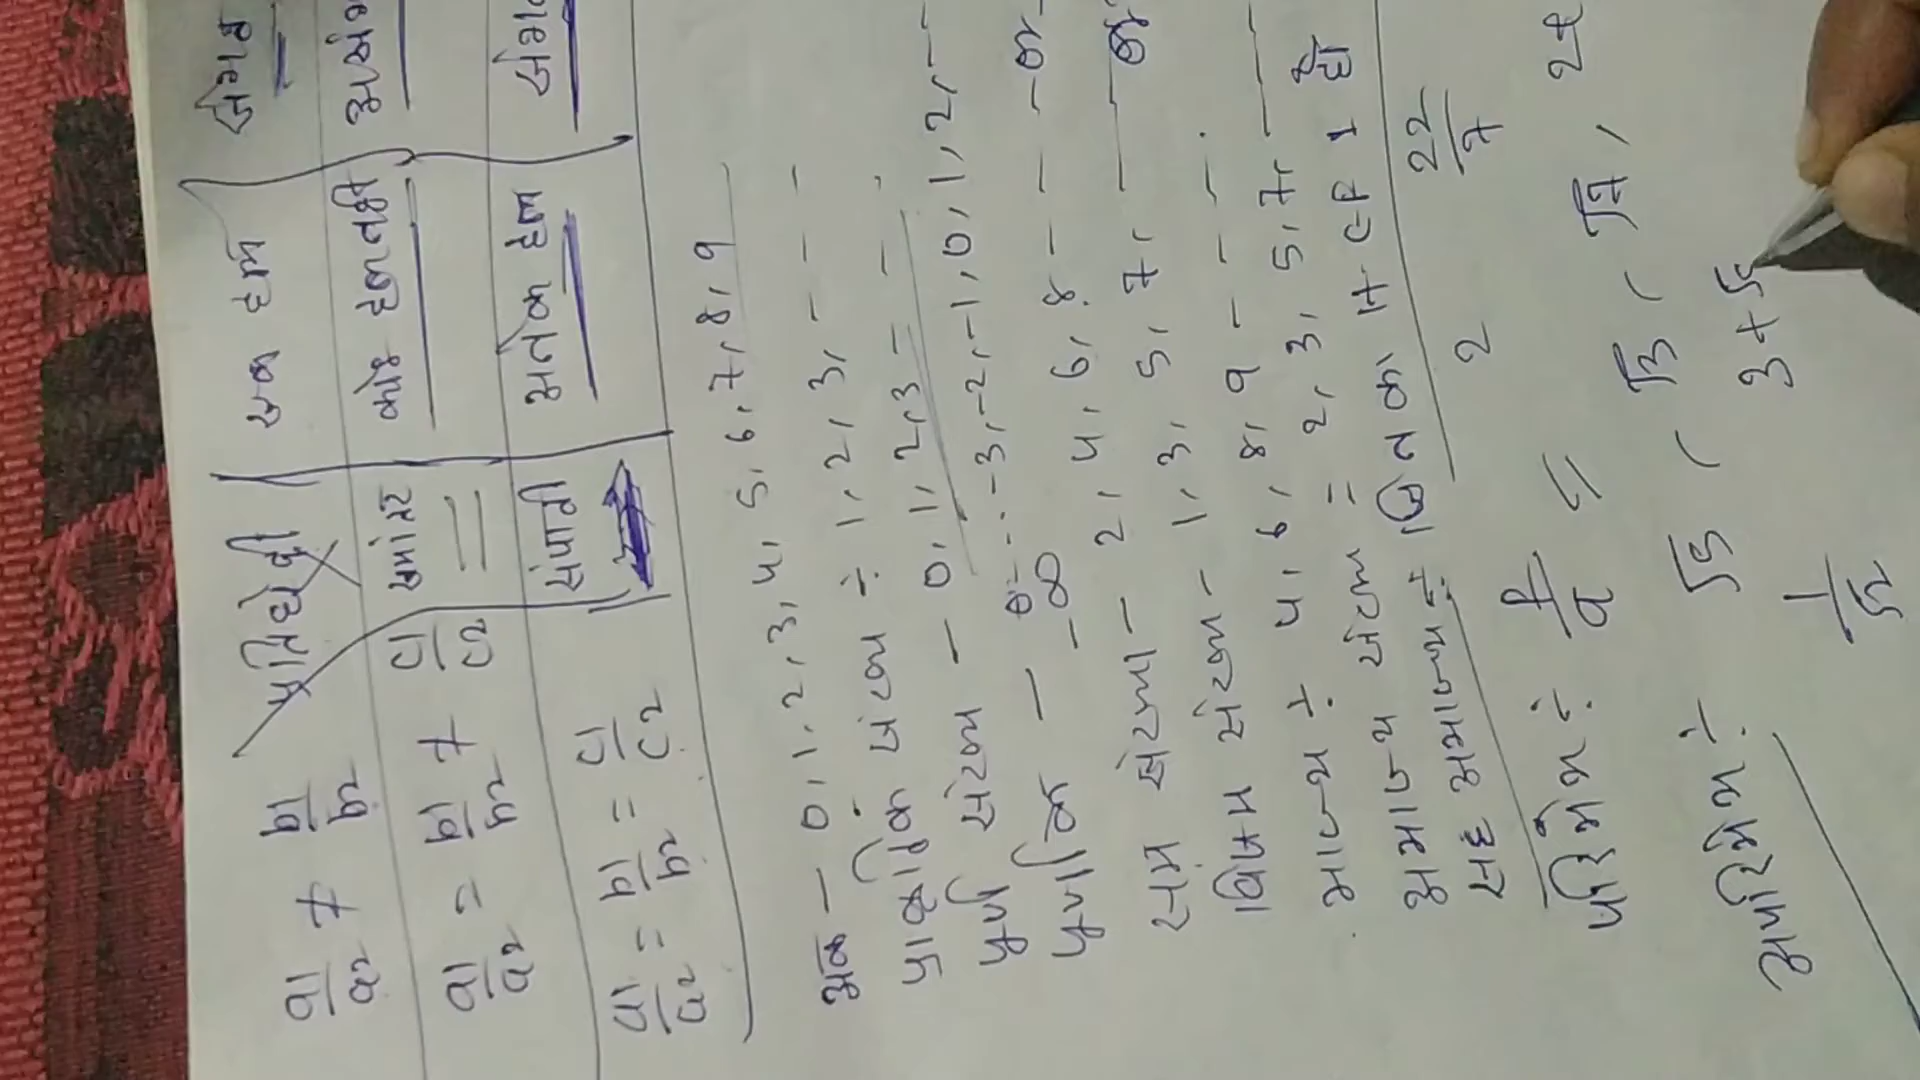 a1/a2 ≠ b1/b2 प्रतिच्छेदी एक हल संगत
a1/a2 = b1/b2 ≠ c1/c2 समांतर कोई हल नहीं असंगत
a1/a2 = b1/b2 = c1/c2 संपाती अनेक हल संगत
अंक – 0, 1, 2, 3, 4, 5, 6, 7, 8, 9
प्राकृतिक संख्या ÷ 1, 2, 3, – – –
पूर्ण संख्या – 0, 1, 2, 3 – –
पूर्णांक – -∞ -3, -2, -1, 0, 1, 2, --
सम संख्या – 2, 4, 6, 8 – – –
विषम संख्या – 1, 3, 5, 7, –
भाज्य ÷ 4, 6, 8, 9 – – – .
अभाज्य संख्या = 2, 3, 5, 7, –
सह अभाज्य ÷ जिनका HCF 1 हो
परिमेय ÷ p/q = 2 22/7
अपरिमेय ÷ √5, √3, √7, 2+
1/√2 3+√5